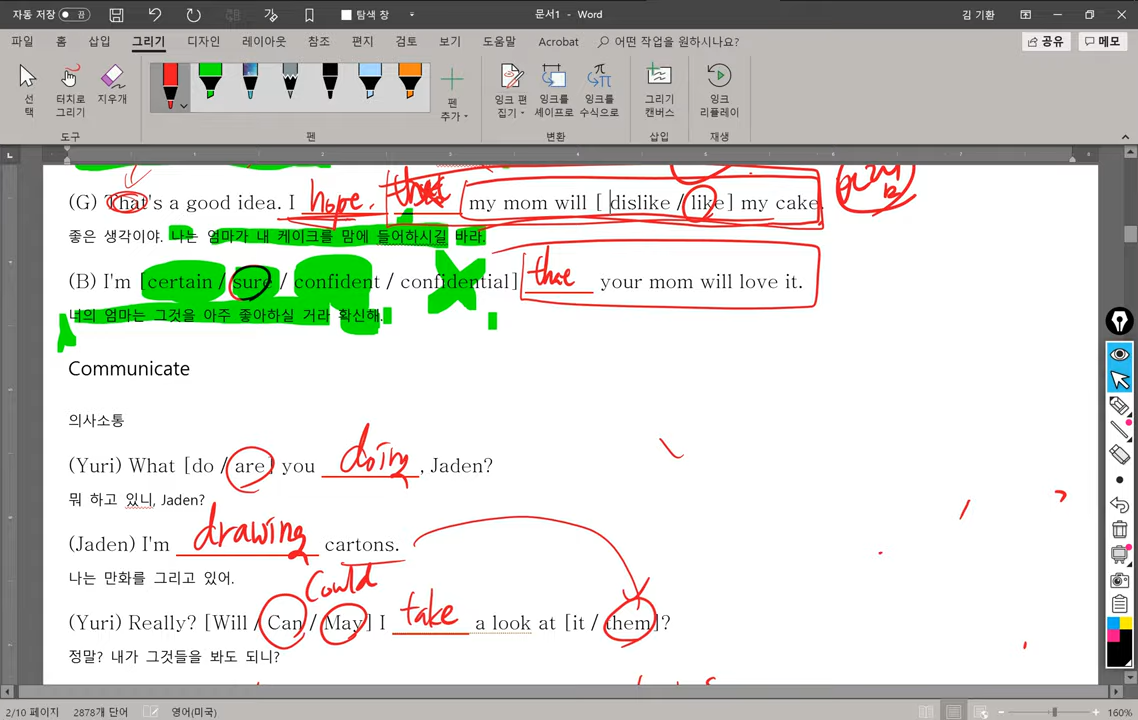 자동 저장 끔 탐색 창 문서1 - Word 김 기환
파일 홈 삽입 그리기 디자인 레이아웃 참조 편지 검토 보기 도움말 Acrobat 어떤 작업을 원하시나요? 공유 메모
선택 터치로 그리기 지우개 펜 추가 잉크 편집기 잉크를 셰이프로 잉크를 수식으로 그리기 캔버스 잉크 리플레이
도구 펜 변환 삽입 재생
(G) That's a good idea. I hope. my mom will [ dislike / like] my cake.
좋은 생각이야. 나는 엄마가 내 케이크를 맘에 들어하시길 바라.
(B) I'm [certain / sure / confident / confidential] that your mom will love it.
너의 엄마는 그것을 아주 좋아하실 거라 확신해.
Communicate
의사소통
(Yuri) What [do / are] you doing, Jaden?
뭐 하고 있니, Jaden?
(Jaden) I'm drawing cartons.
나는 만화를 그리고 있어.
Could
(Yuri) Really? [Will / Can / May] I take a look at [it / them]?
정말? 내가 그것들을 봐도 되니?
2/10 페이지 2878개 단어 영어(미국) 160%